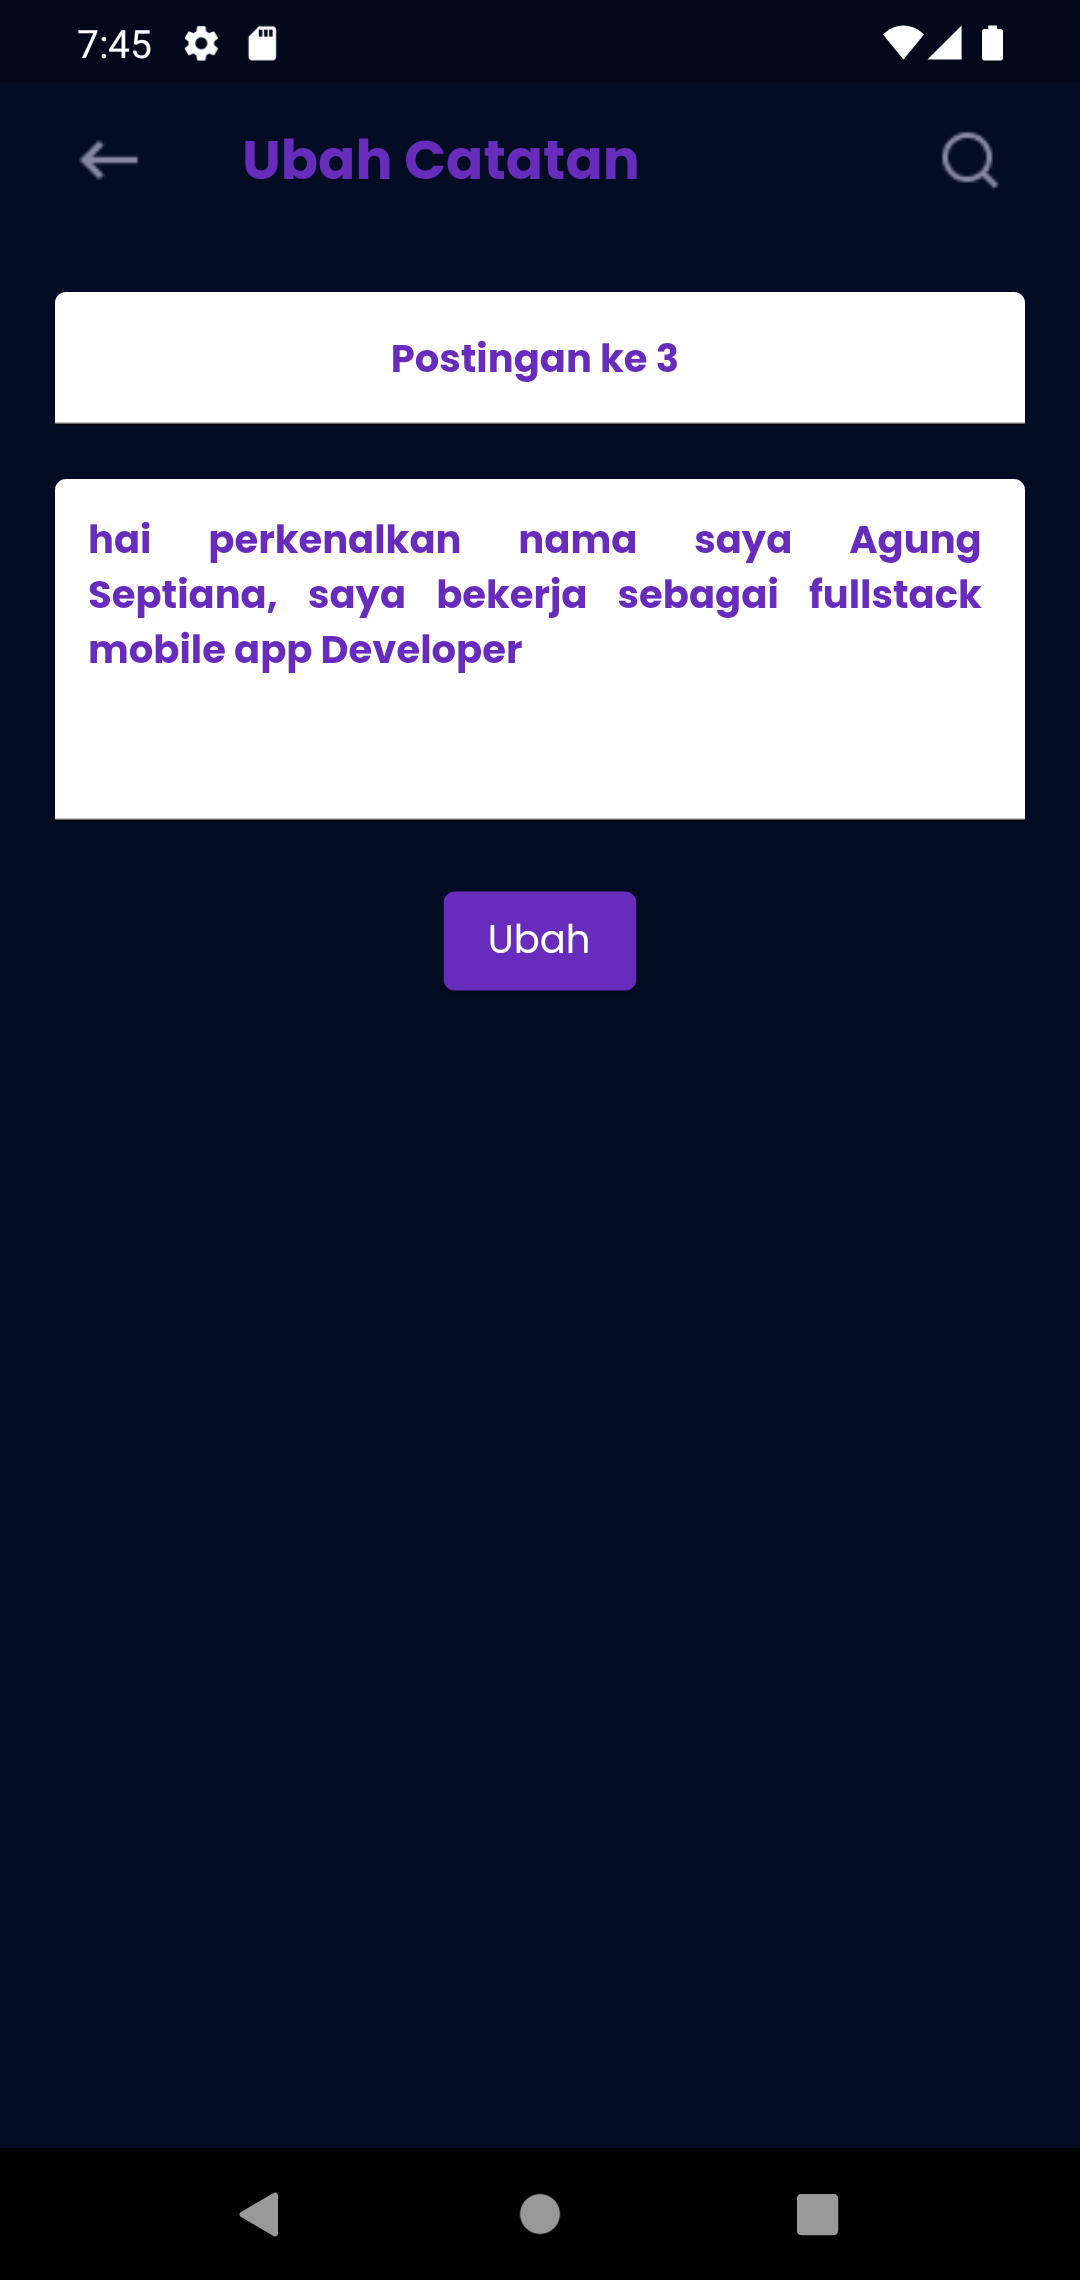 7:45
Ubah Catatan
Postingan ke 3
hai perkenalkan nama saya Agung
Septiana, saya bekerja sebagai fullstack
mobile app Developer
Ubah